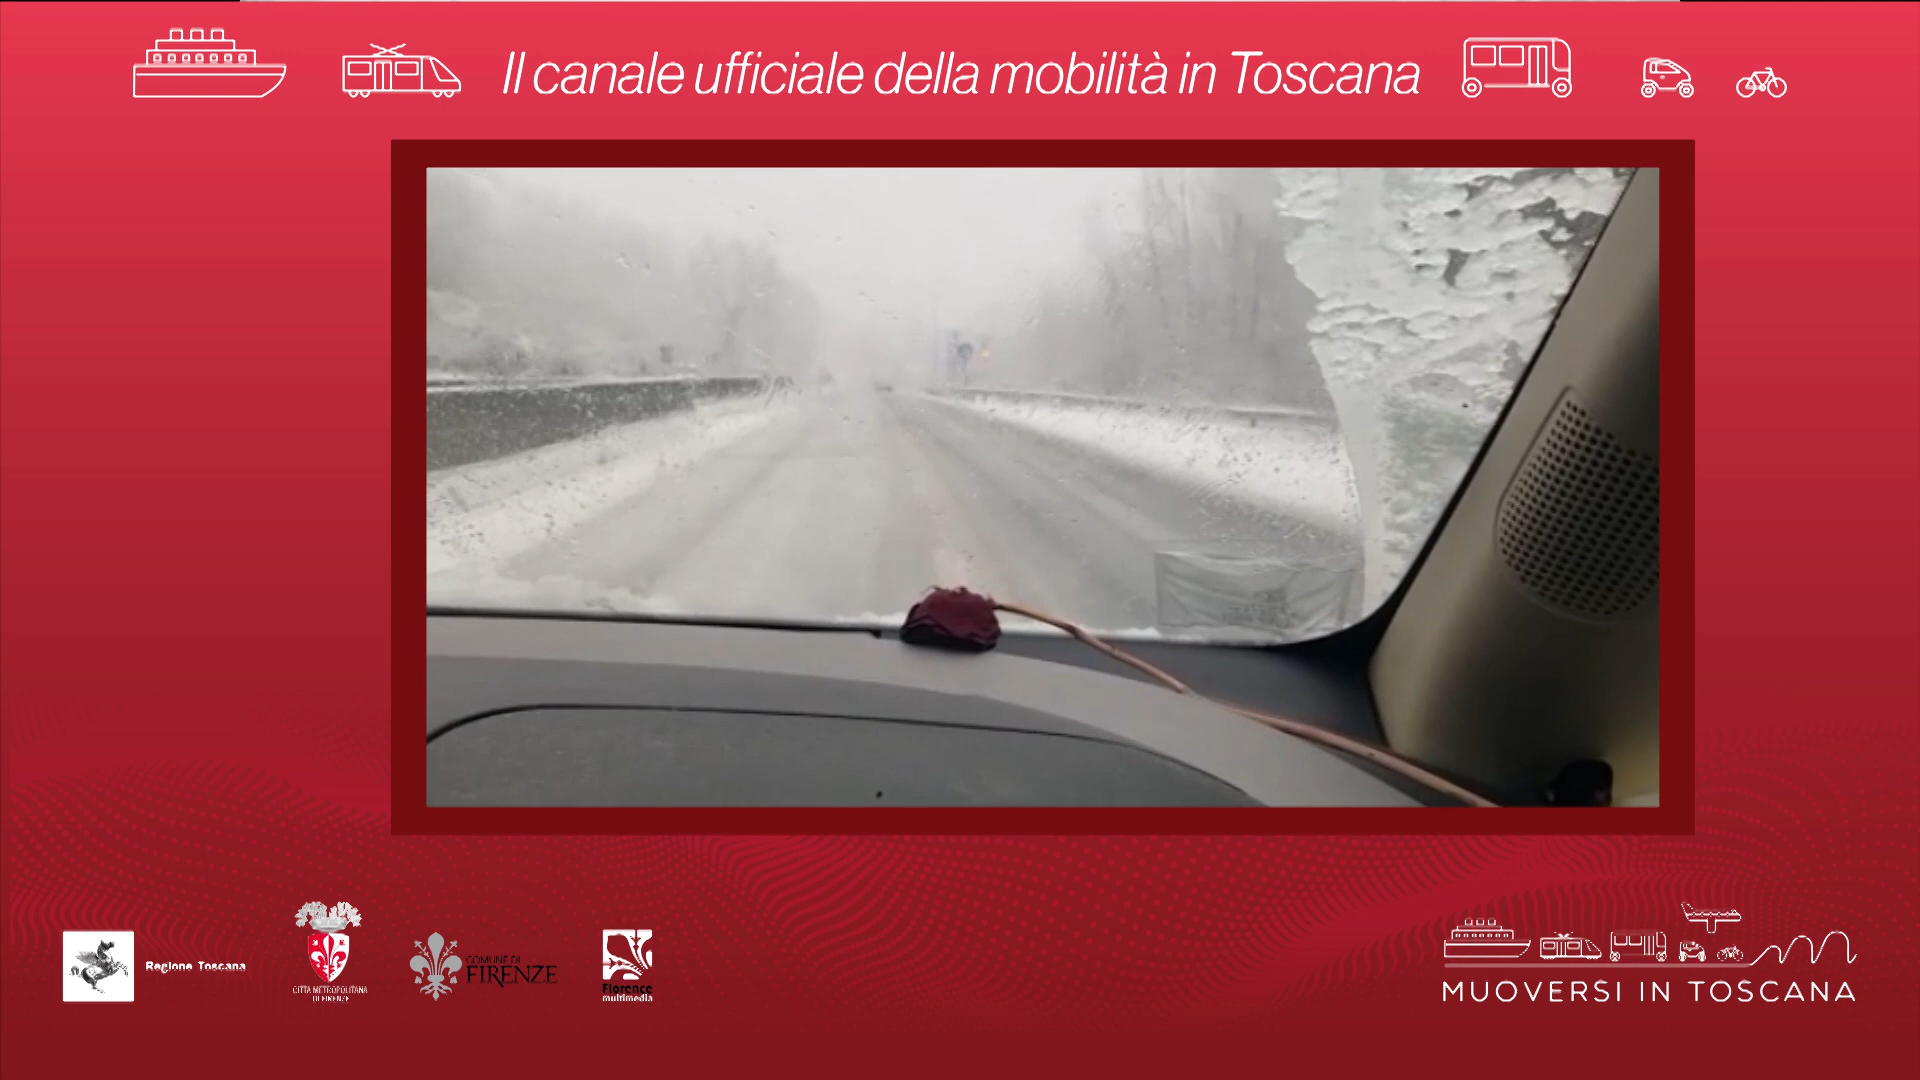 Il canale ufficiale della mobilità in Toscana
Regione Toscana
CITTÀ METROPOLITANA
DI FIRENZE
COMUNE DI
FIRENZE
Florence
multimedia
MUOVERSI IN TOSCANA